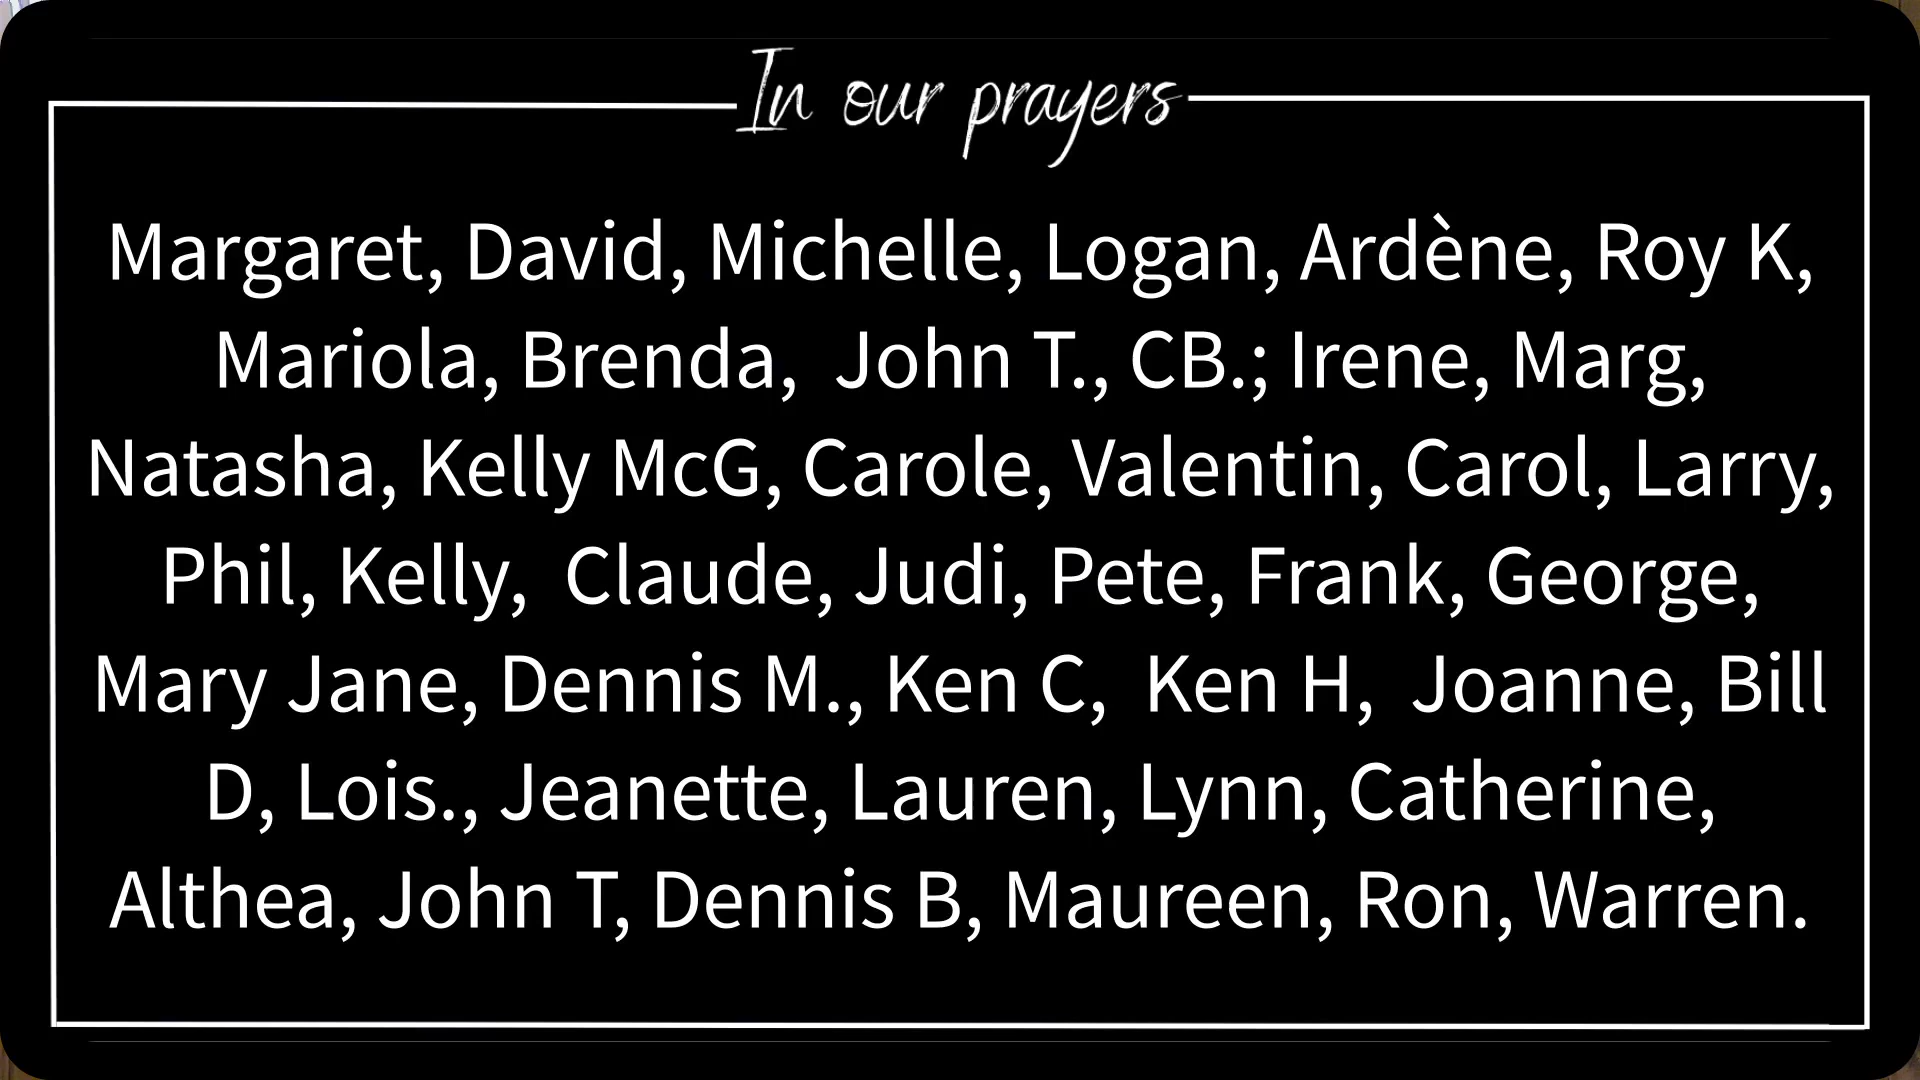 In our prayers
Margaret, David, Michelle, Logan, Ardène, Roy K,
Mariola, Brenda,  John T., CB.; Irene, Marg,
Natasha, Kelly McG, Carole, Valentin, Carol, Larry,
Phil, Kelly,  Claude, Judi, Pete, Frank, George,
Mary Jane, Dennis M., Ken C,  Ken H,  Joanne, Bill
D, Lois., Jeanette, Lauren, Lynn, Catherine,
Althea, John T, Dennis B, Maureen, Ron, Warren.